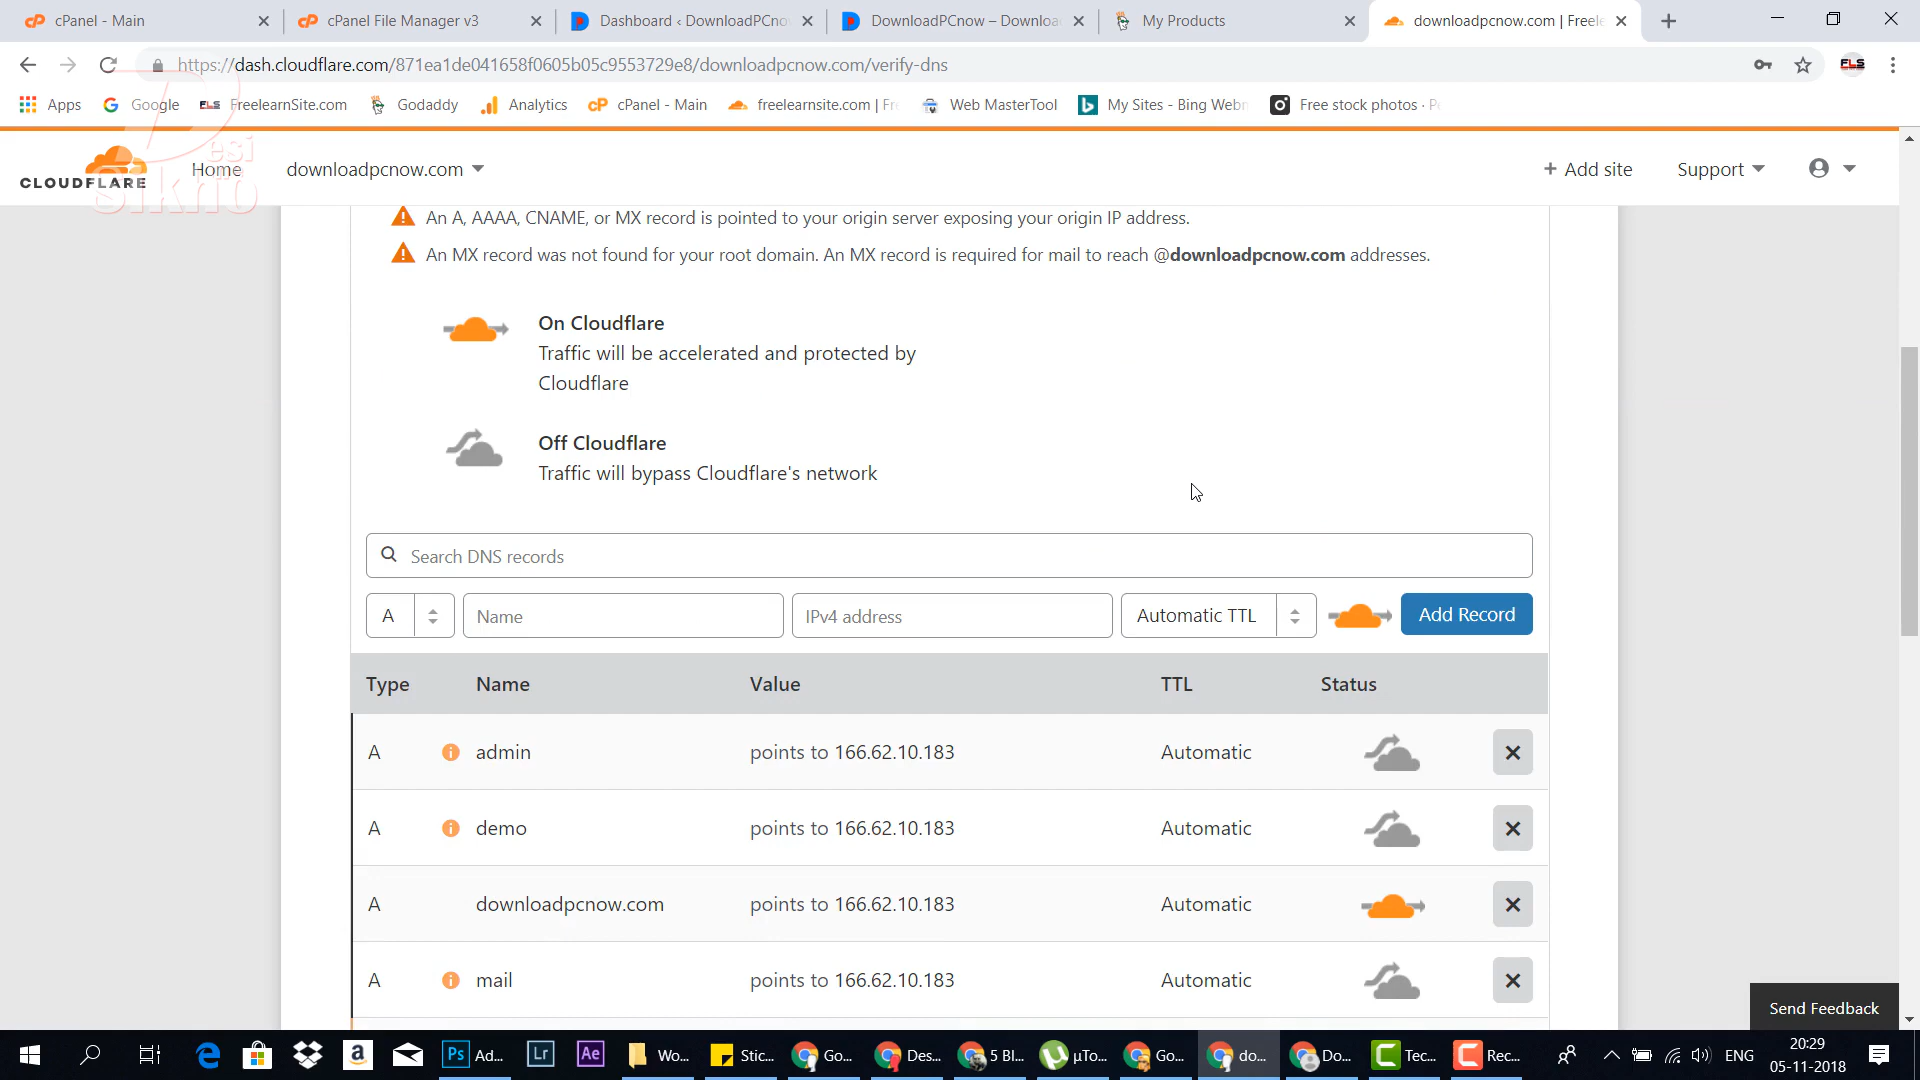 cPanel - Main
cPanel File Manager v3
Dashboard ‹ DownloadPCno
DownloadPCnow – Downloa
My Products
downloadpcnow.com | Freele
https://dash.cloudflare.com/871ea1de041658f0605b05c9553729e8/downloadpcnow.com/verify-dns
FLS
Apps
Google
FLS FreelearnSite.com
Godaddy
Analytics
cPanel - Main
freelearnsite.com | Fr
Web MasterTool
My Sites - Bing Webm
Free stock photos · P
Desi
Sikho
CLOUDFLARE
Home
downloadpcnow.com
+ Add site
Support
An A, AAAA, CNAME, or MX record is pointed to your origin server exposing your origin IP address.
An MX record was not found for your root domain. An MX record is required for mail to reach @downloadpcnow.com addresses.
On Cloudflare
Traffic will be accelerated and protected by
Cloudflare
Off Cloudflare
Traffic will bypass Cloudflare's network
Search DNS records
A
Name
IPv4 address
Automatic TTL
Add Record
Type Name Value TTL Status
A admin points to 166.62.10.183 Automatic
A demo points to 166.62.10.183 Automatic
A downloadpcnow.com points to 166.62.10.183 Automatic
A mail points to 166.62.10.183 Automatic
Send Feedback
Ps Ad...
Lr
Ae
Wo...
Stic...
Go...
Des...
5 Bl...
µTo...
Go...
do...
Do...
Tec...
Rec...
ENG
20:29
05-11-2018